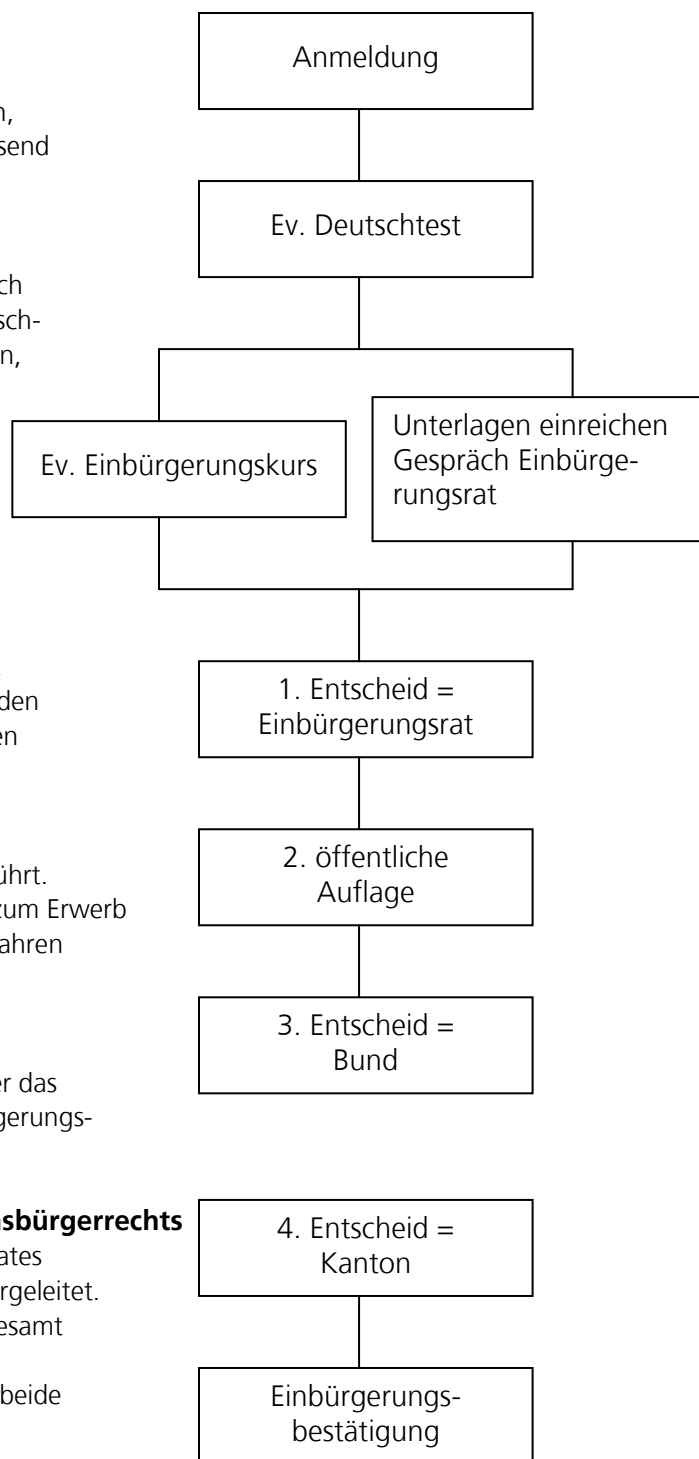 Anmeldung
n,
send
Ev. Deutschtest
ch
sch-
n,
Ev. Einbürgerungskurs
Unterlagen einreichen
Gespräch Einbürge-
rungsrat
den
en
1. Entscheid =
Einbürgerungsrat
ührt.
zum Erwerb
ahren
2. öffentliche
Auflage
3. Entscheid =
Bund
er das
gerungs-
nsbürgerrechts
ates
rgeleitet.
esamt
beide
4. Entscheid =
Kanton
Einbürgerungs-
bestätigung